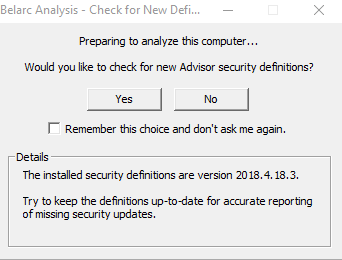 Belarc Analysis - Check for New Defi...
Preparing to analyze this computer...
Would you like to check for new Advisor security definitions?
Yes No
Remember this choice and don't ask me again.
Details
The installed security definitions are version 2018.4.18.3.
Try to keep the definitions up-to-date for accurate reporting
of missing security updates.